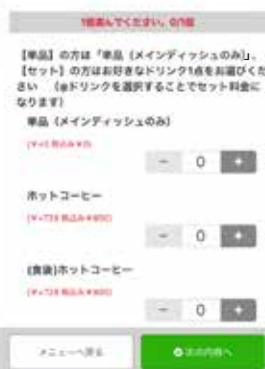 1個選んでください。0/1個
【単品】の方は「単品(メインディッシュのみ)」、
【セット】の方はお好きなドリンク1点をお選びくだ
さい (※ドリンクを選択することでセット料金に
なります)
単品(メインディッシュのみ)
(¥+0 税込み¥0)
− 0 +
ホットコーヒー
− 0 +
(食後)ホットコーヒー
− 0 +
メニューへ戻る
次の内容へ